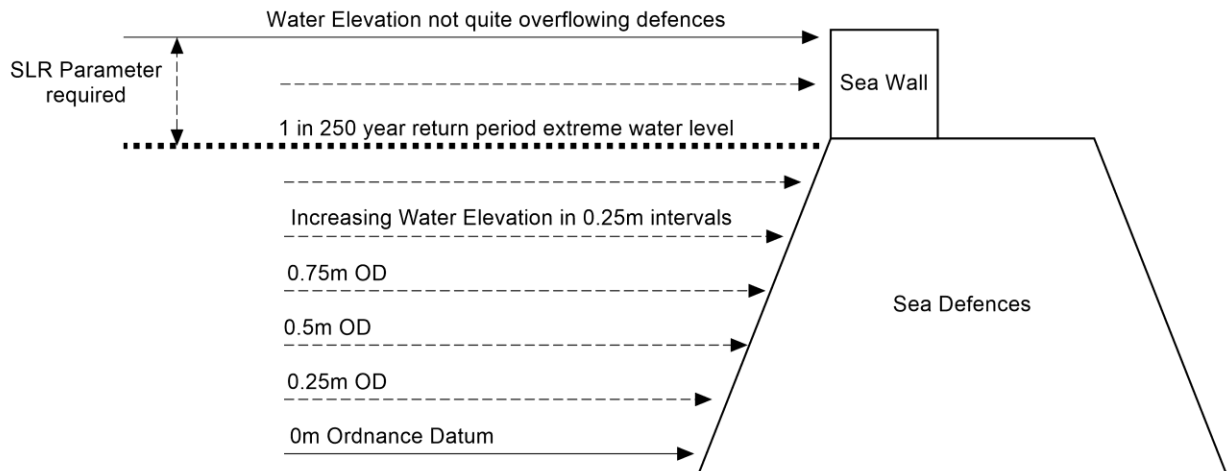 Water Elevation not quite overflowing defences
SLR Parameter
required
Sea Wall
1 in 250 year return period extreme water level
Increasing Water Elevation in 0.25m intervals
0.75m OD
Sea Defences
0.5m OD
0.25m OD
0m Ordnance Datum